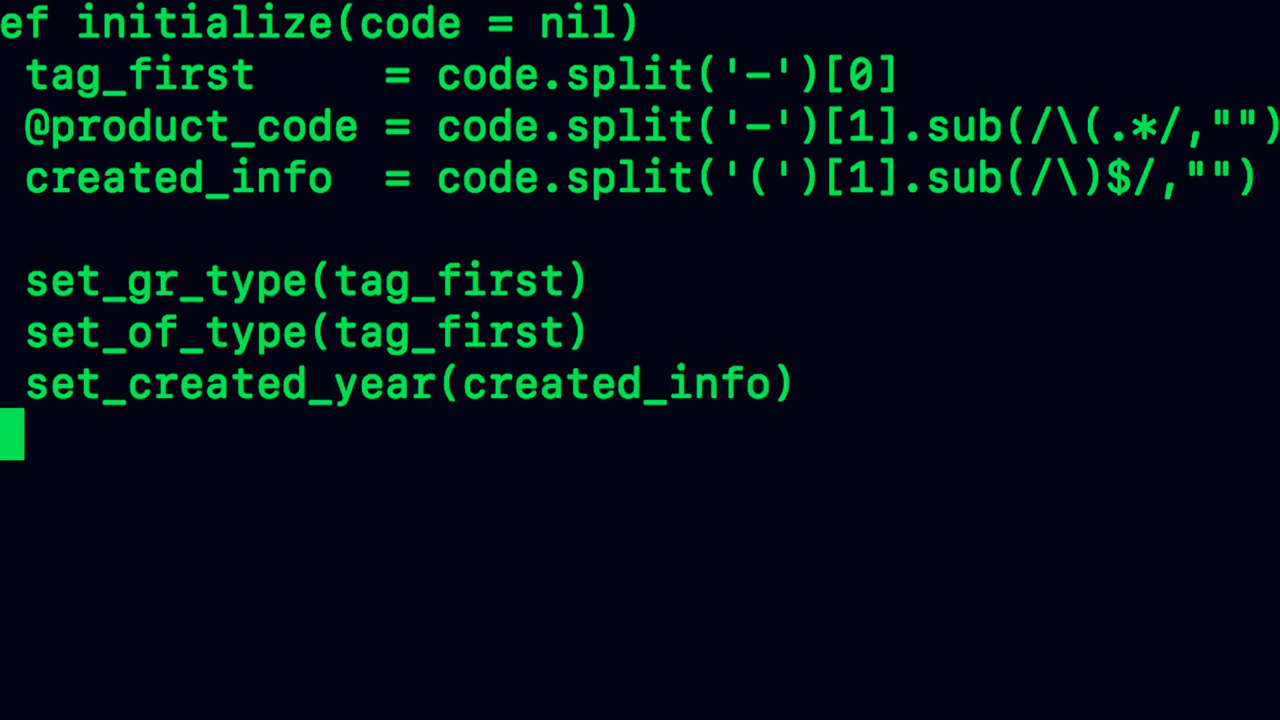 ef initialize(code = nil)
tag_first = code.split('-')[0]
@product_code = code.split('-')[1].sub(/\(.*/,"")
created_info = code.split('(')[1].sub(/\)$/,"")
set_gr_type(tag_first)
set_of_type(tag_first)
set_created_year(created_info)